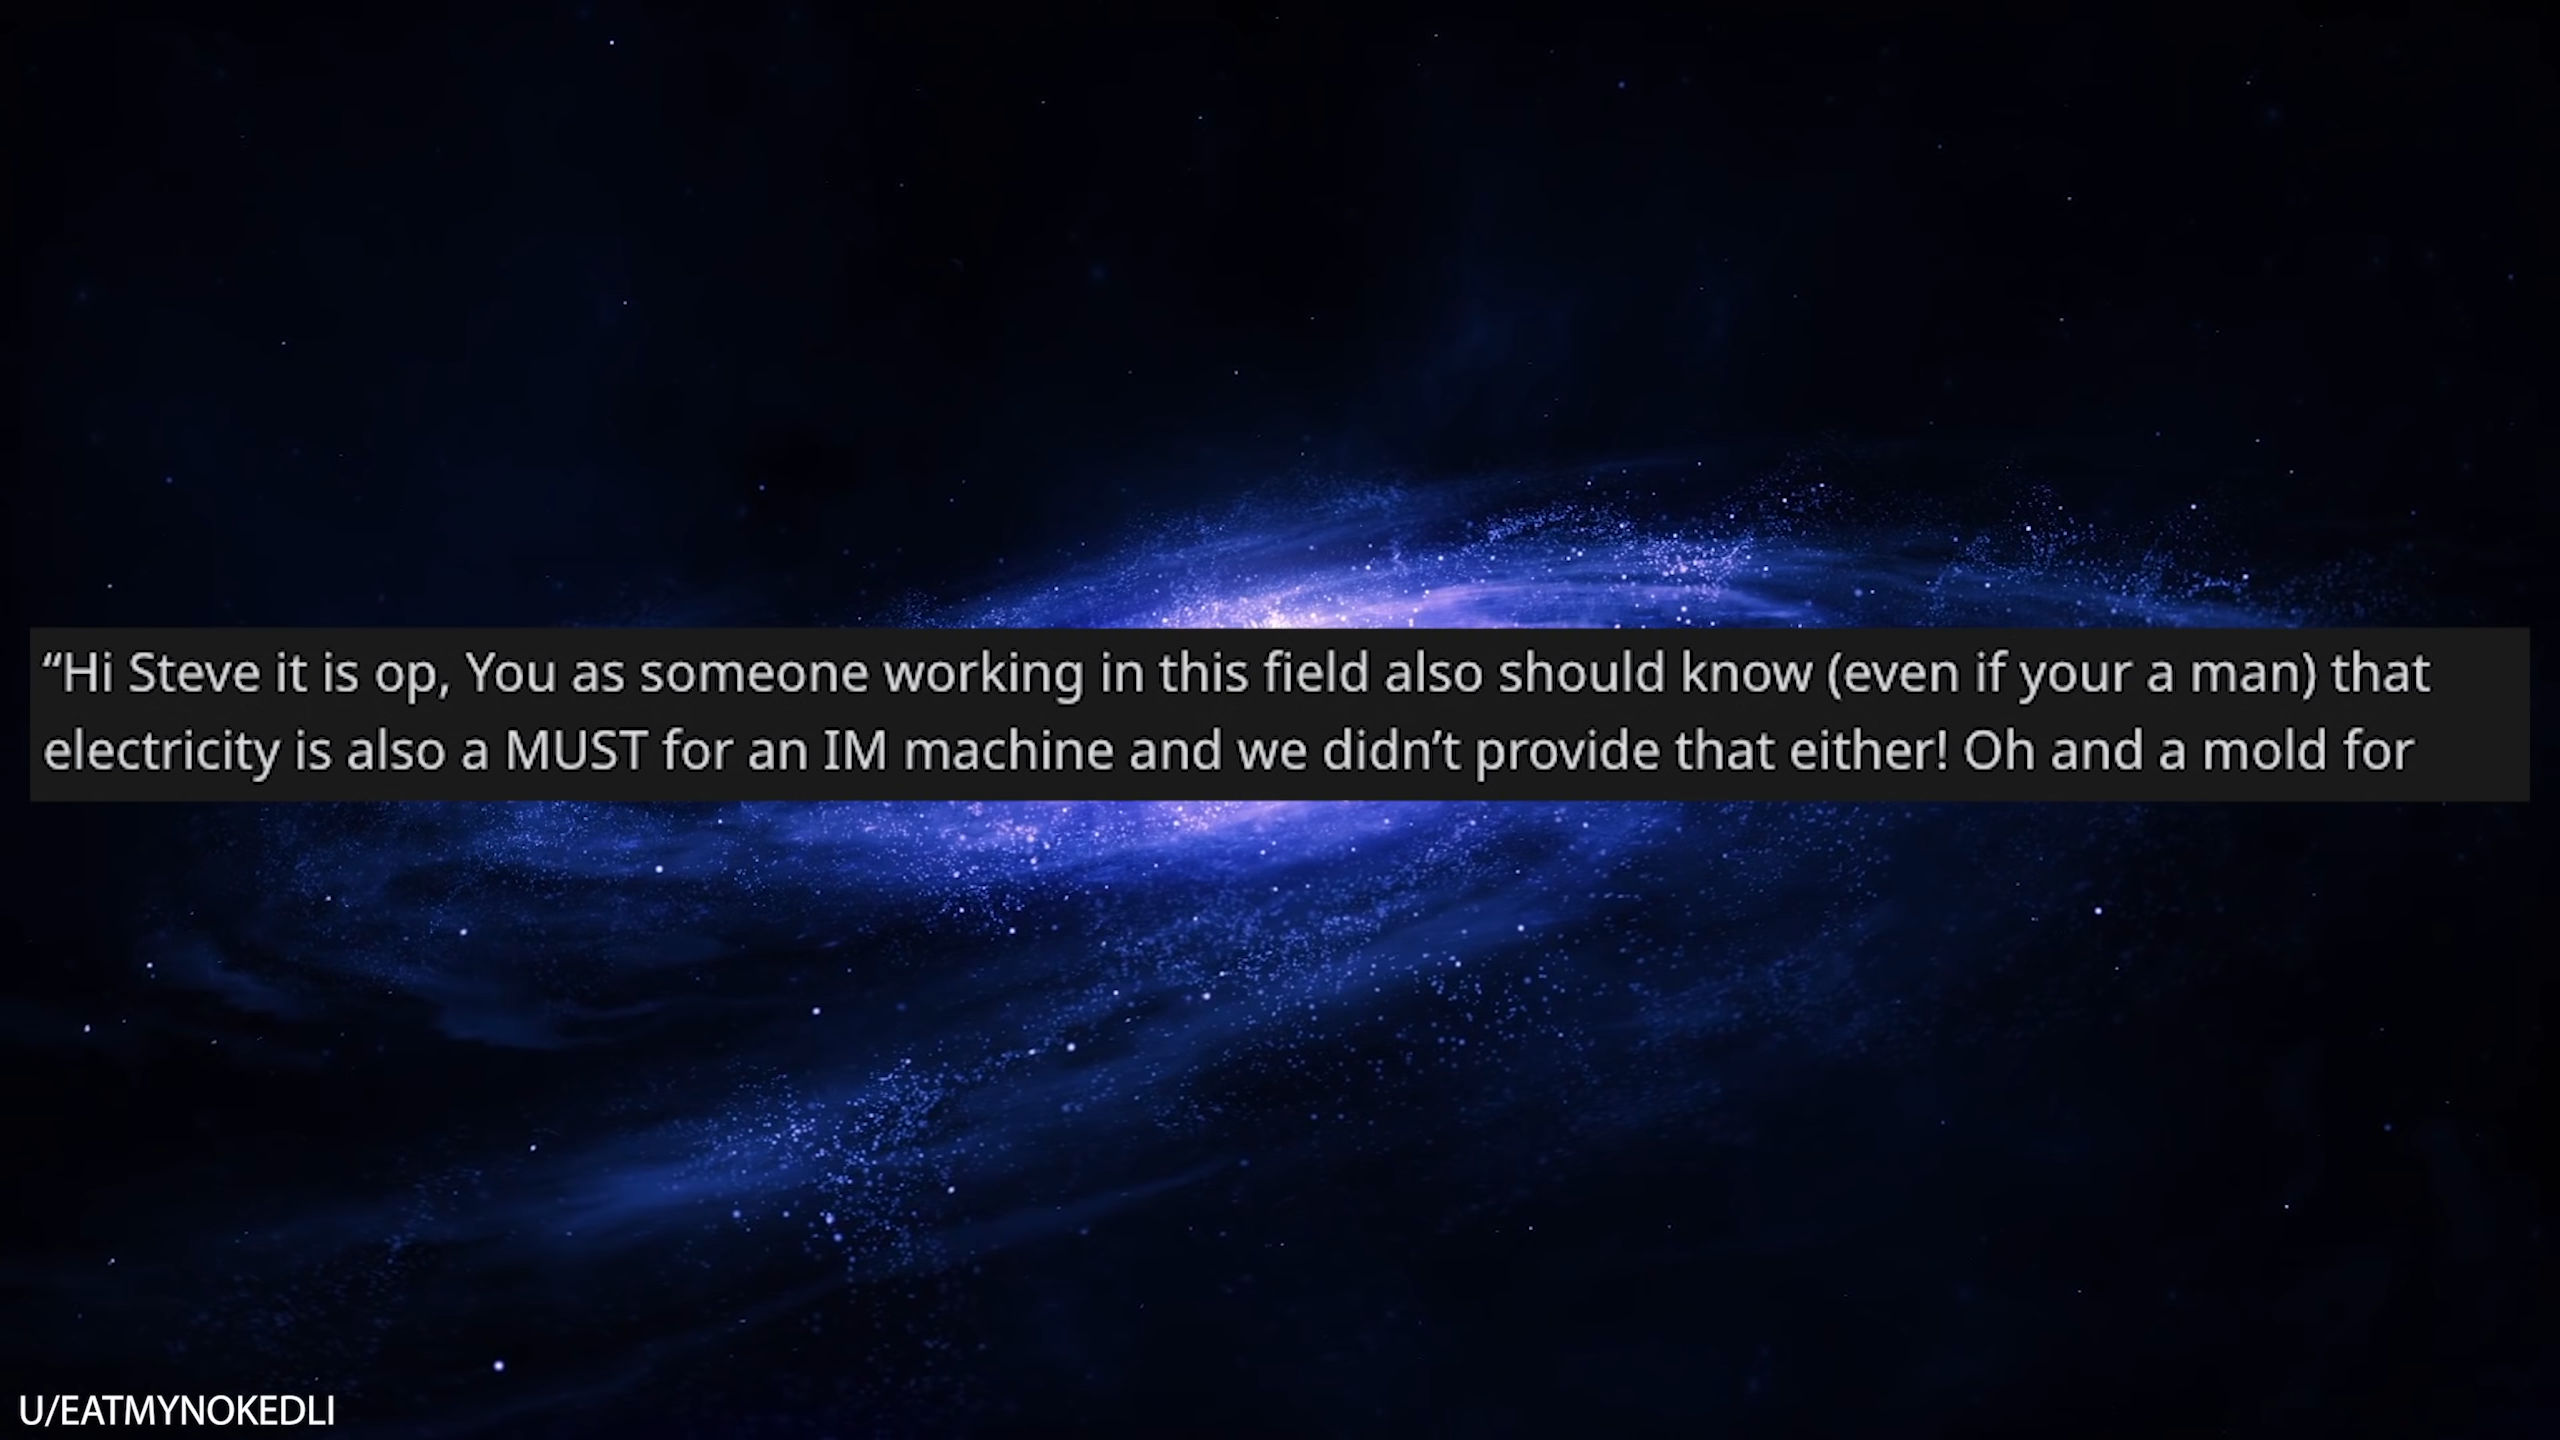 “Hi Steve it is op, You as someone working in this field also should know (even if your a man) that
electricity is also a MUST for an IM machine and we didn’t provide that either! Oh and a mold for
U/EATMYNOKEDLI